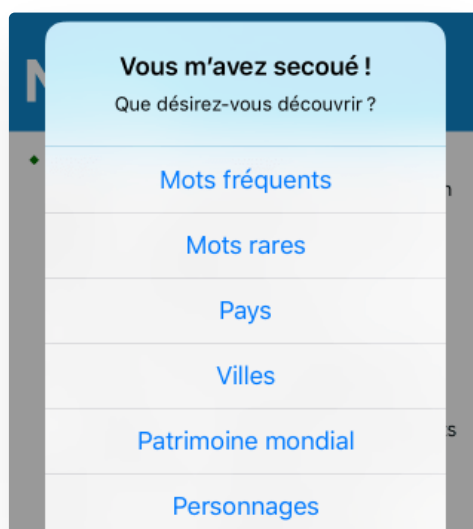 Vous m’avez secoué !
Que désirez-vous découvrir ?
Mots fréquents
Mots rares
Pays
Villes
Patrimoine mondial
Personnages